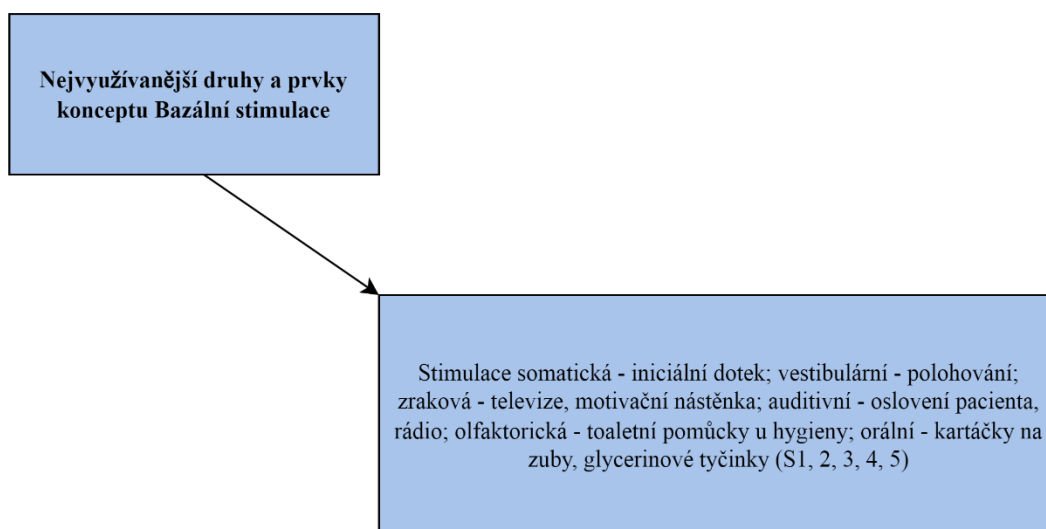 Nejvyužívanější druhy a prvky
konceptu Bazální stimulace
Stimulace somatická - iniciální dotek; vestibulární - polohování;
zraková - televize, motivační nástěnka; auditivní - oslovení pacienta,
rádio; olfaktorická - toaletní pomůcky u hygieny; orální - kartáčky na
zuby, glycerinové tyčinky (S1, 2, 3, 4, 5)